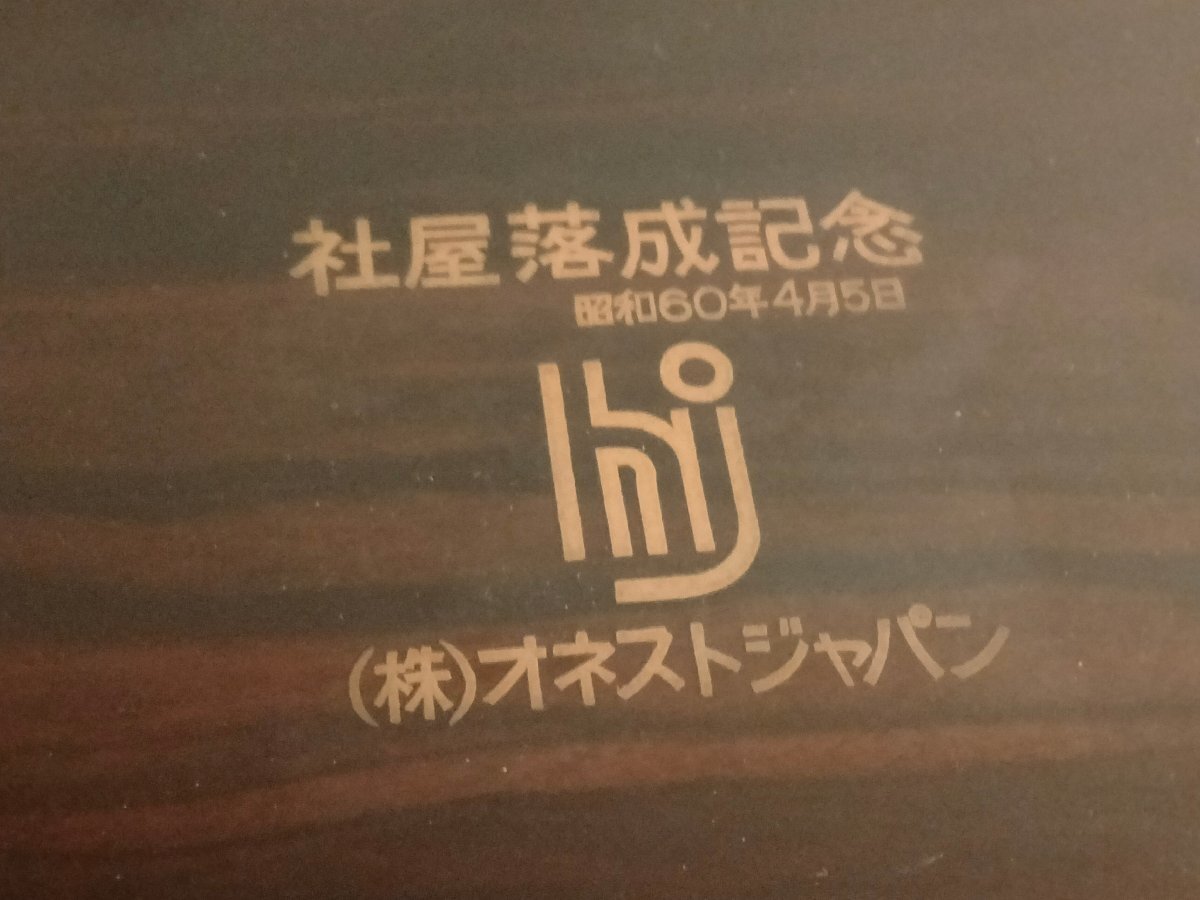 社屋落成記念
昭和60年4月5日
hj
(株)オネストジャパン